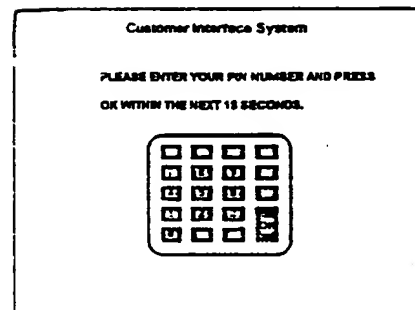 Customer Interface System
PLEASE ENTER YOUR PIN NUMBER AND PRESS
OK WITHIN THE NEXT 15 SECONDS.